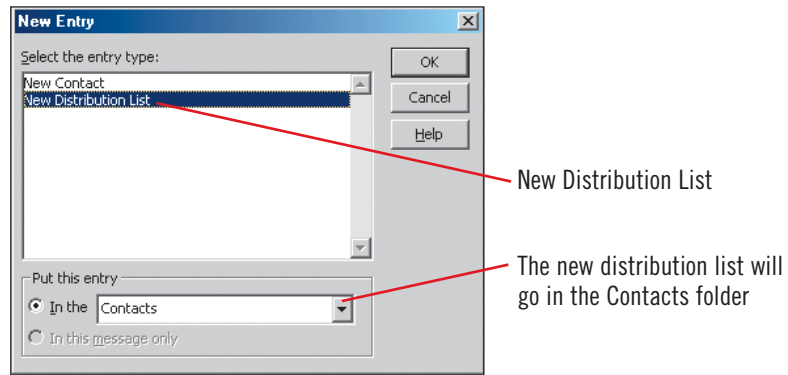 New Entry
Select the entry type:
New Contact
New Distribution List
OK
Cancel
Help
New Distribution List
Put this entry
In the Contacts
In this message only
The new distribution list will
go in the Contacts folder